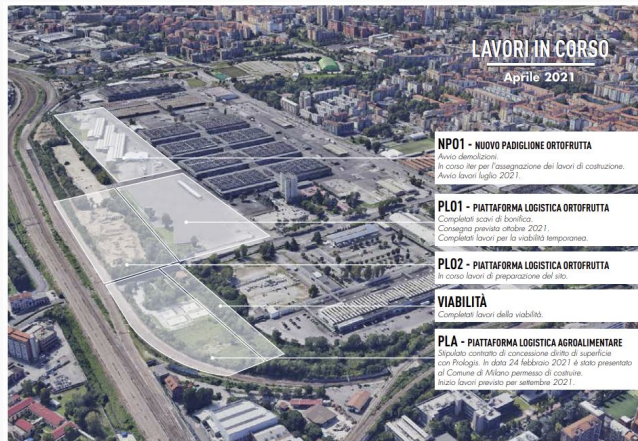 LAVORI IN CORSO
Aprile 2021
NP01 - NUOVO PADIGLIONE ORTOFRUTTA
Avvio demolizioni.
In corso iter per l'assegnazione dei lavori di costruzione.
Avvio lavori luglio 2021.
PL01 - PIATTAFORMA LOGISTICA ORTOFRUTTA
Completati scavi di bonifica.
Consegna prevista ottobre 2021.
Completati lavori per la viabilità temporanea.
PL02 - PIATTAFORMA LOGISTICA ORTOFRUTTA
In corso lavori di preparazione del sito.
VIABILITÀ
Completati lavori della viabilità.
PLA - PIATTAFORMA LOGISTICA AGROALIMENTARE
Stipulato contratto di concessione diritto di superficie
con Prologis. In data 24 febbraio 2021 è stato presentato
al Comune di Milano permesso di costruire.
Inizio lavori previsto per settembre 2021.